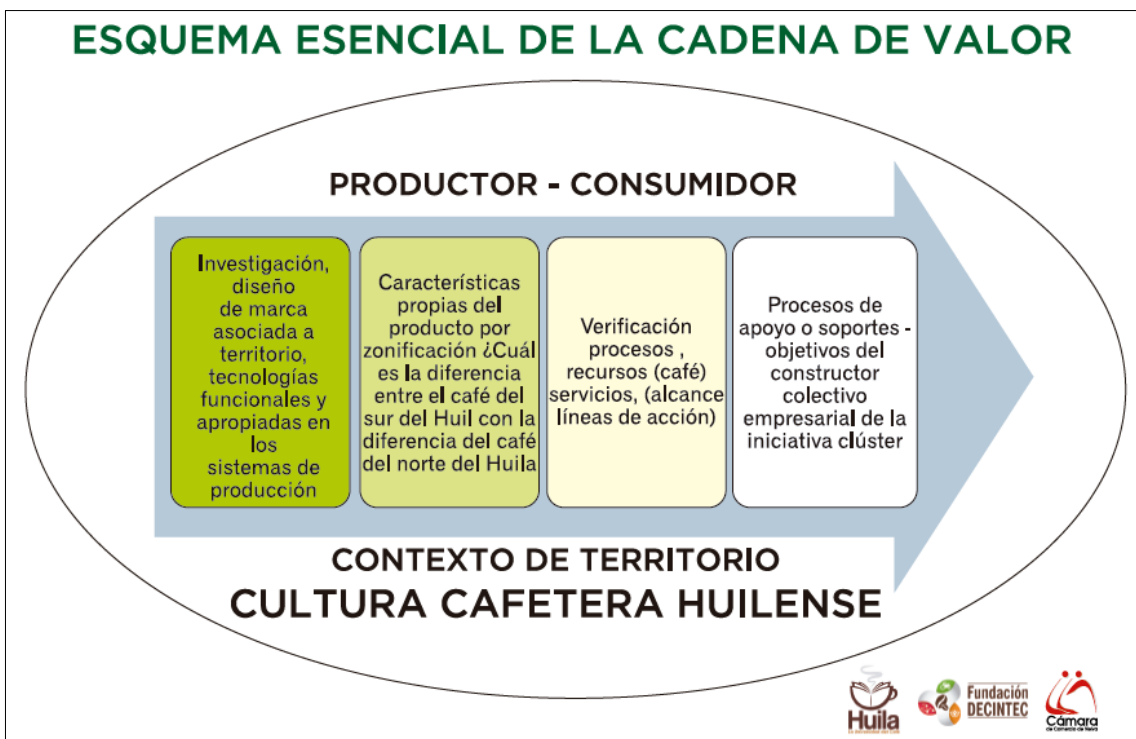 ESQUEMA ESENCIAL DE LA CADENA DE VALOR
PRODUCTOR - CONSUMIDOR
Investigación,
diseño
de marca
asociada a
territorio,
tecnologías
funcionales y
apropiadas en
los
sistemas de
producción
Características
propias del
producto por
zonificación ¿Cuál
es la diferencia
entre el café del
sur del Huil con la
diferencia del café
del norte del Huila
Verificación
procesos ,
recursos (café)
servicios, (alcance
líneas de acción)
Procesos de
apoyo o soportes -
objetivos del
constructor
colectivo
empresarial de la
iniciativa clúster
CONTEXTO DE TERRITORIO
CULTURA CAFETERA HUILENSE
Huila
Fundación
DECINTEC
Cámara
de Comercio de Neiva